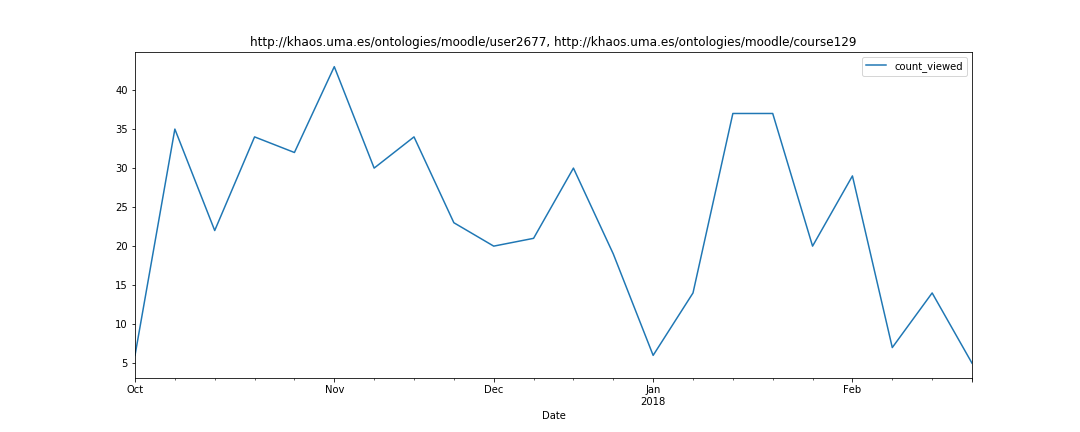 http://khaos.uma.es/ontologies/moodle/user2677, http://khaos.uma.es/ontologies/moodle/course129
count_viewed
40
35
30
25
20
15
10
5
Oct Nov Dec Jan Feb
2018
Date